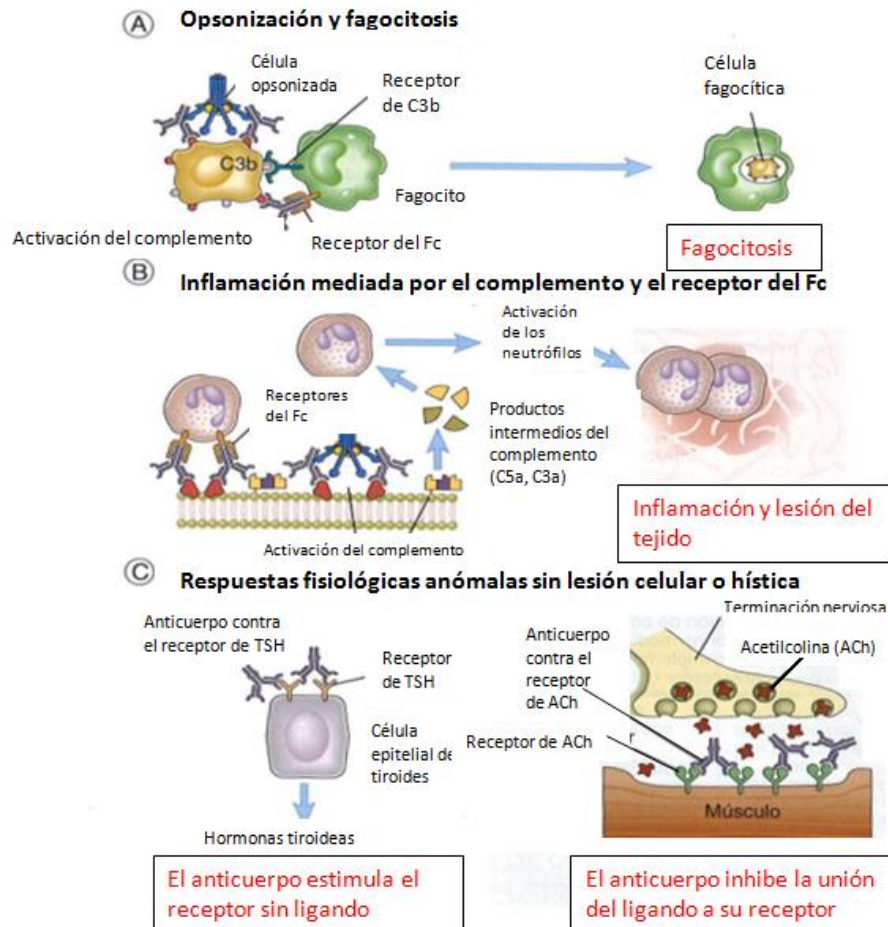 A Opsonización y fagocitosis
Célula
opsonizada
Receptor
de C3b
Célula
fagocítica
C3b
Fagocito
Activación del complemento
Receptor del Fc
Fagocitosis
B Inflamación mediada por el complemento y el receptor del Fc
Activación
de los
neutrófilos
Receptores
del Fc
Productos
intermedios del
complemento
(C5a, C3a)
Activación del complemento
Inflamación y lesión del
tejido
C Respuestas fisiológicas anómalas sin lesión celular o hística
Anticuerpo contra
el receptor de TSH
Receptor
de TSH
Célula
epitelial de
tiroides
Hormonas tiroideas
El anticuerpo estimula el
receptor sin ligando
Terminación nerviosa
Anticuerpo
contra el
receptor
de ACh
Acetilcolina (ACh)
Receptor de ACh
r
Músculo
El anticuerpo inhibe la unión
del ligando a su receptor